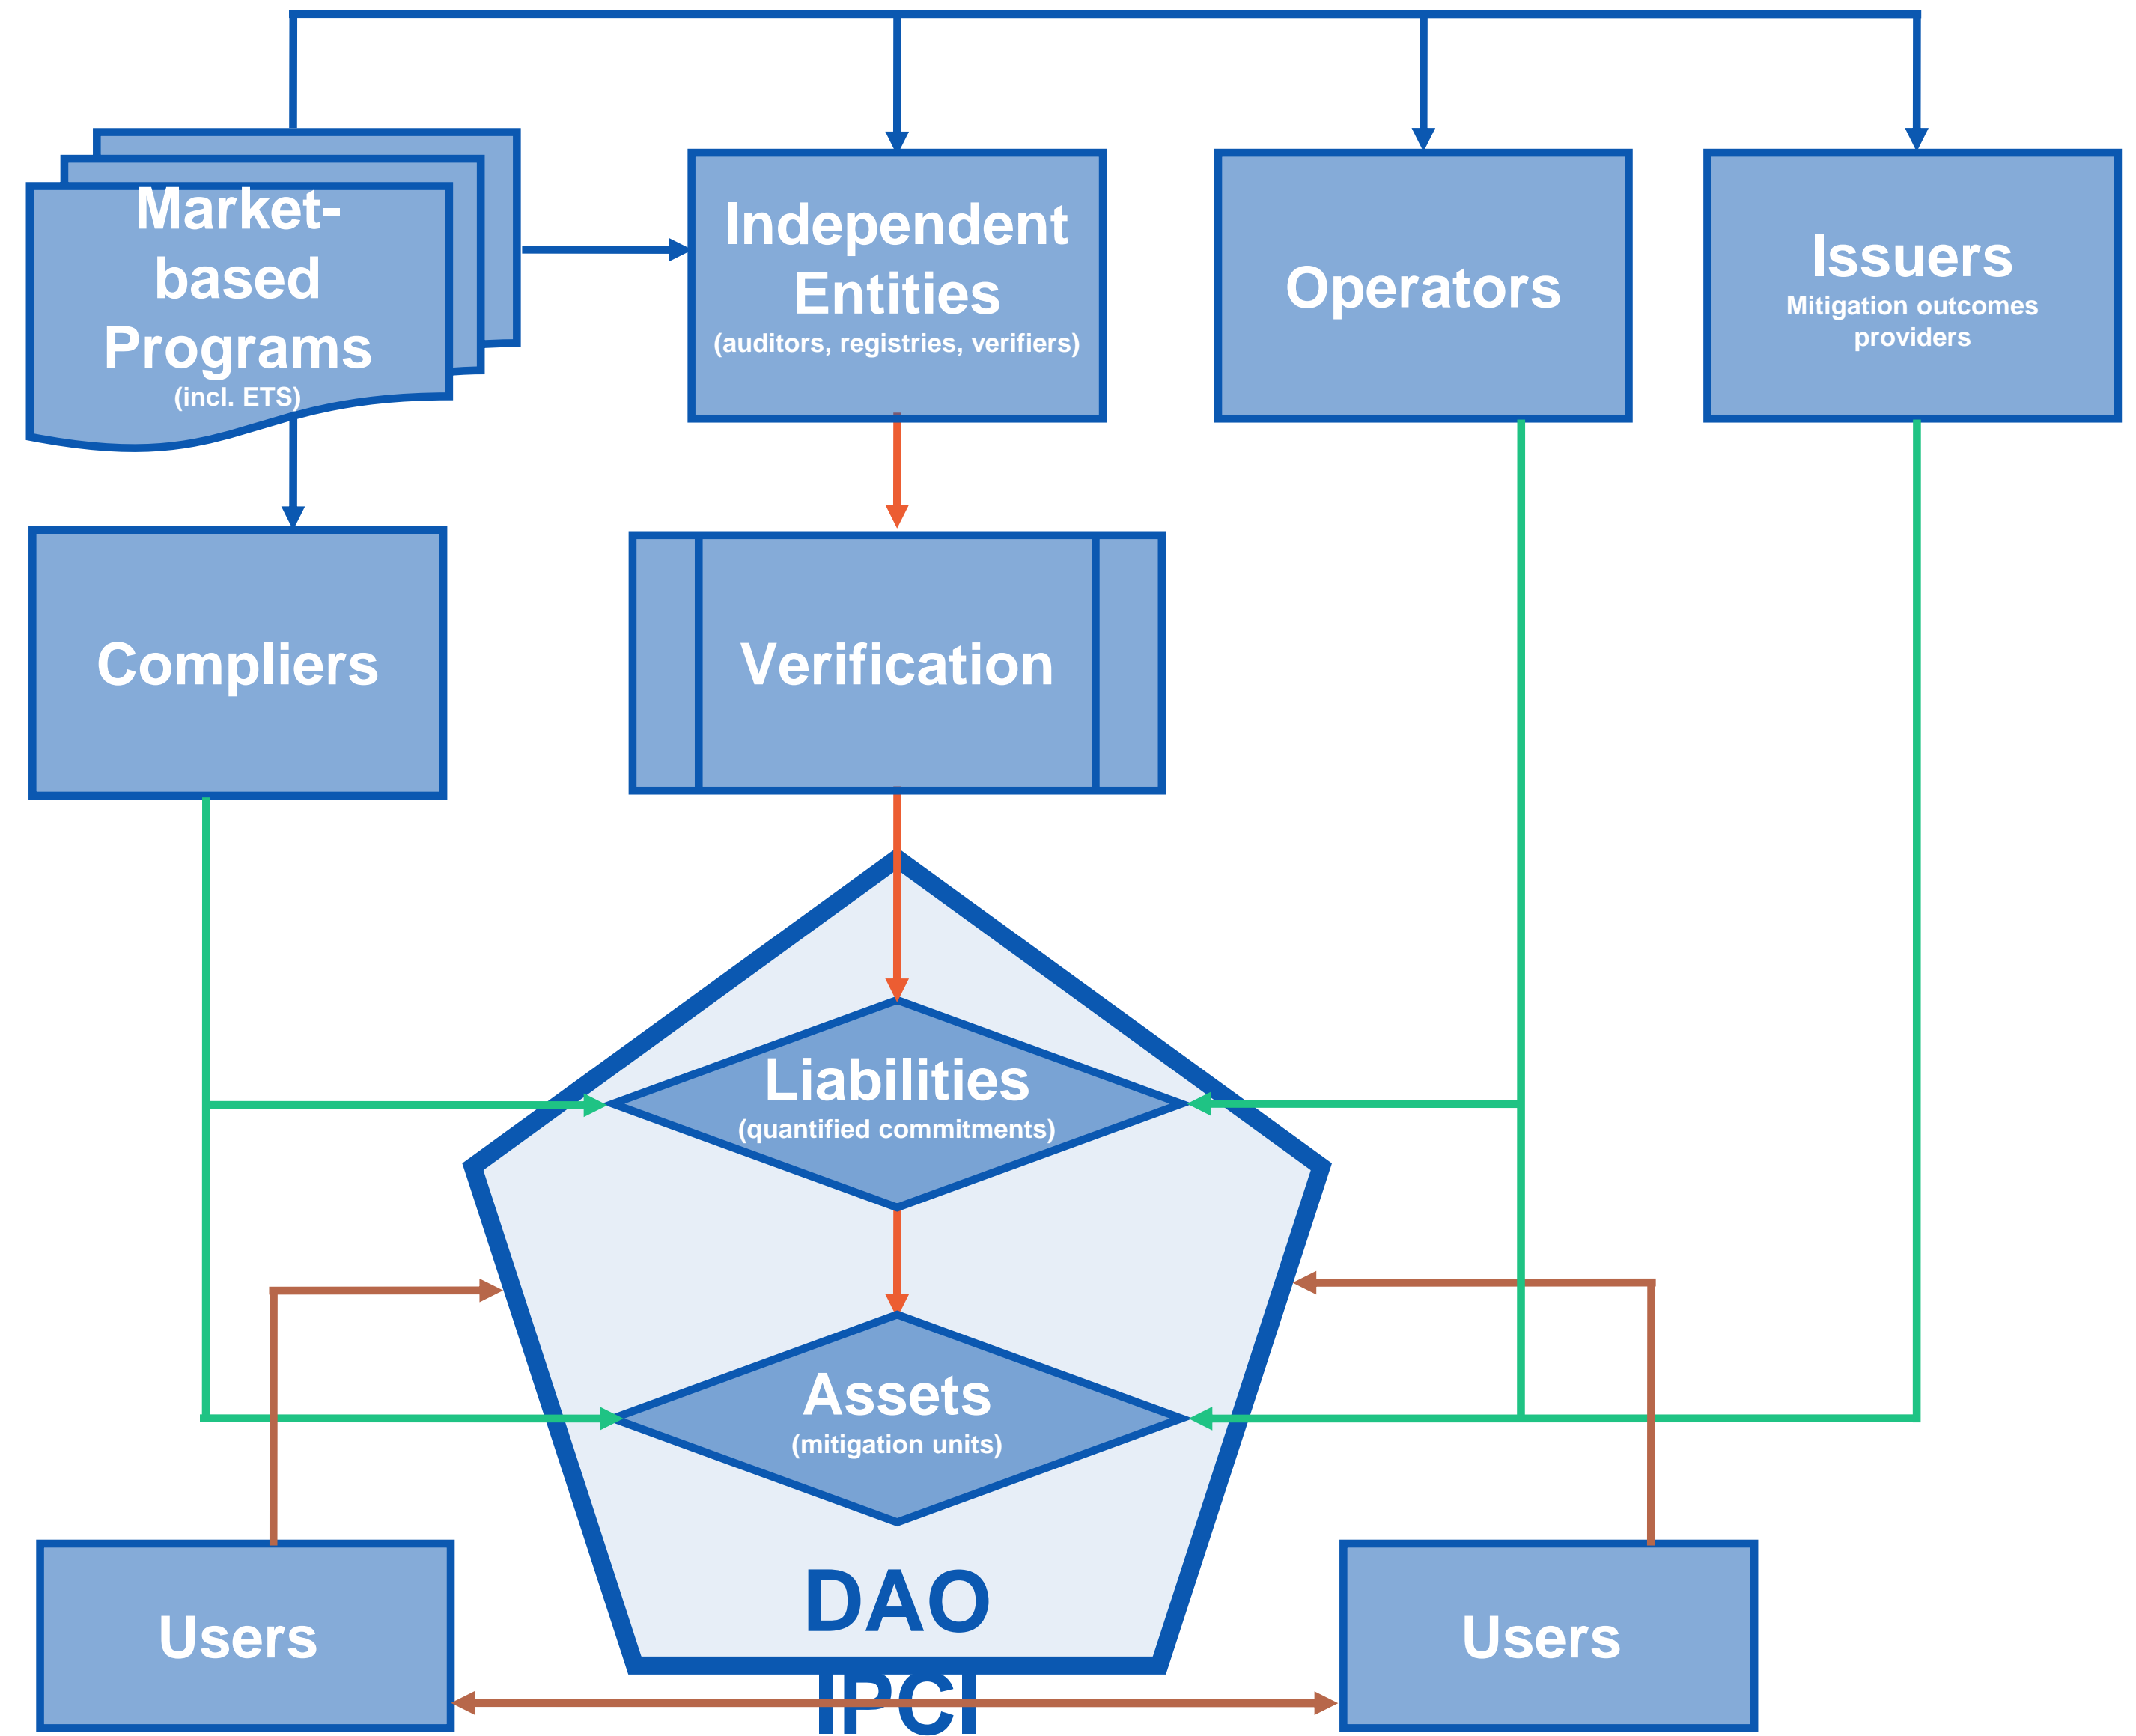 Market-
based
Programs
(incl. ETS)
Independent
Entities
(auditors, registries, verifiers)
Operators
Issuers
Mitigation outcomes
providers
Compliers
Verification
Liabilities
(quantified commitments)
Assets
(mitigation units)
DAO
IPCI
Users
Users